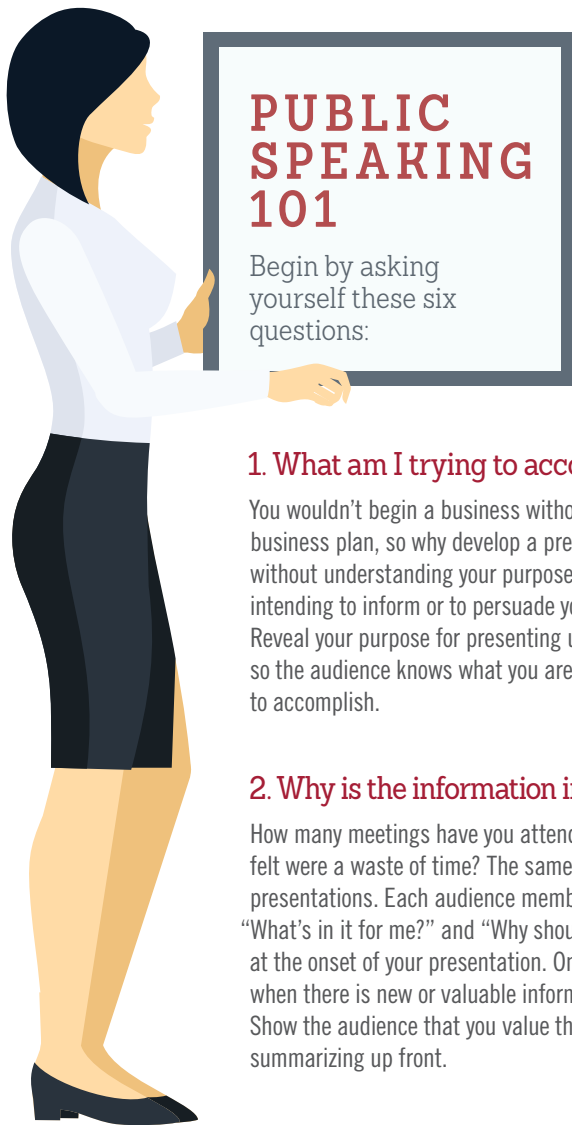 PUBLIC
SPEAKING
101
Begin by asking
yourself these six
questions:
1. What am I trying to
You wouldn’t begin a business
business plan, so why develop a
without understanding your purpose
intending to inform or to persuade
Reveal your purpose for presenting
so the audience knows what you are
to accomplish.
2. Why is the information
How many meetings have you
felt were a waste of time? The same
presentations. Each audience
“What’s in it for me?” and “Why
at the onset of your presentation.
when there is new or valuable
Show the audience that you value
summarizing up front.